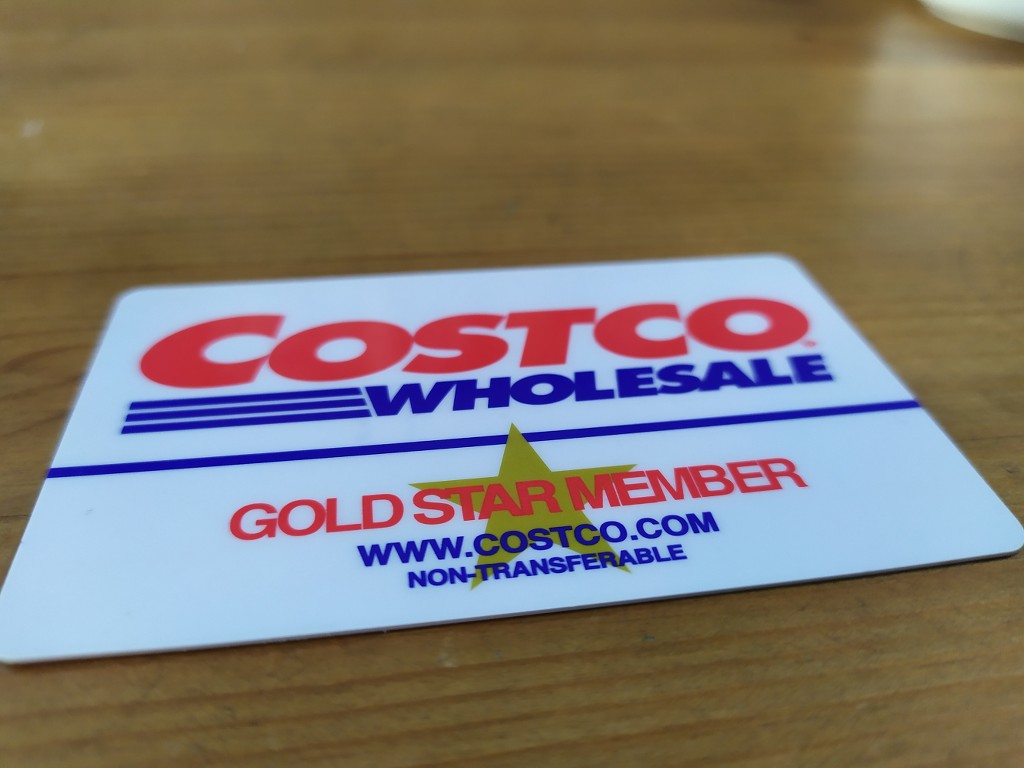 COSTCO
WHOLESALE
GOLD STAR MEMBER
WWW.COSTCO.COM
NON-TRANSFERABLE